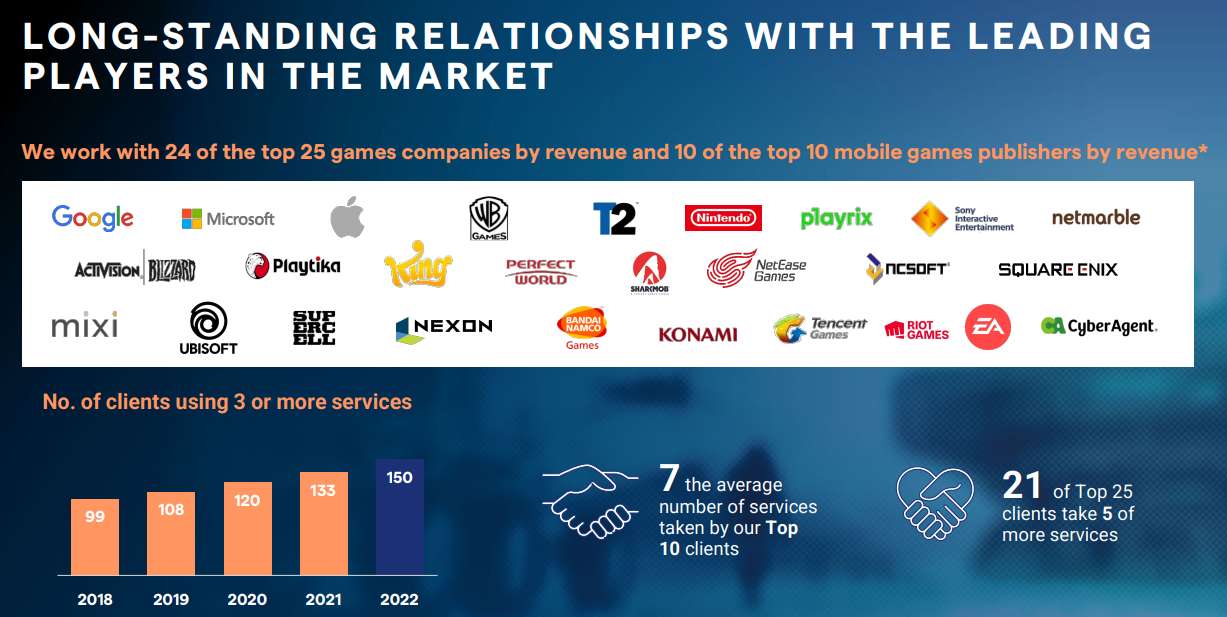 LONG-STANDING RELATIONSHIPS WITH THE LEADING
PLAYERS IN THE MARKET
We work with 24 of the top 25 games companies by revenue and 10 of the top 10 mobile games publishers by revenue*
Google
Microsoft
WB
GAMES
T2
Nintendo
playrix
Sony
Interactive
Entertainment
netmarble
ACTIVISION BLIZZARD
Playtika
King
PERFECT
WORLD
SHARKMOB
NetEase
Games
NCSOFT
SQUARE ENIX
mixi
UBISOFT
SUP
ERC
ELL
NEXON
BANDAI
NAMCO
Games
KONAMI
Tencent
Games
RIOT
GAMES
EA
CyberAgent.
No. of clients using 3 or more services
99
108
120
133
150
2018
2019
2020
2021
2022
7 the average
number of services
taken by our Top
10 clients
21 of Top 25
clients take 5 of
more services